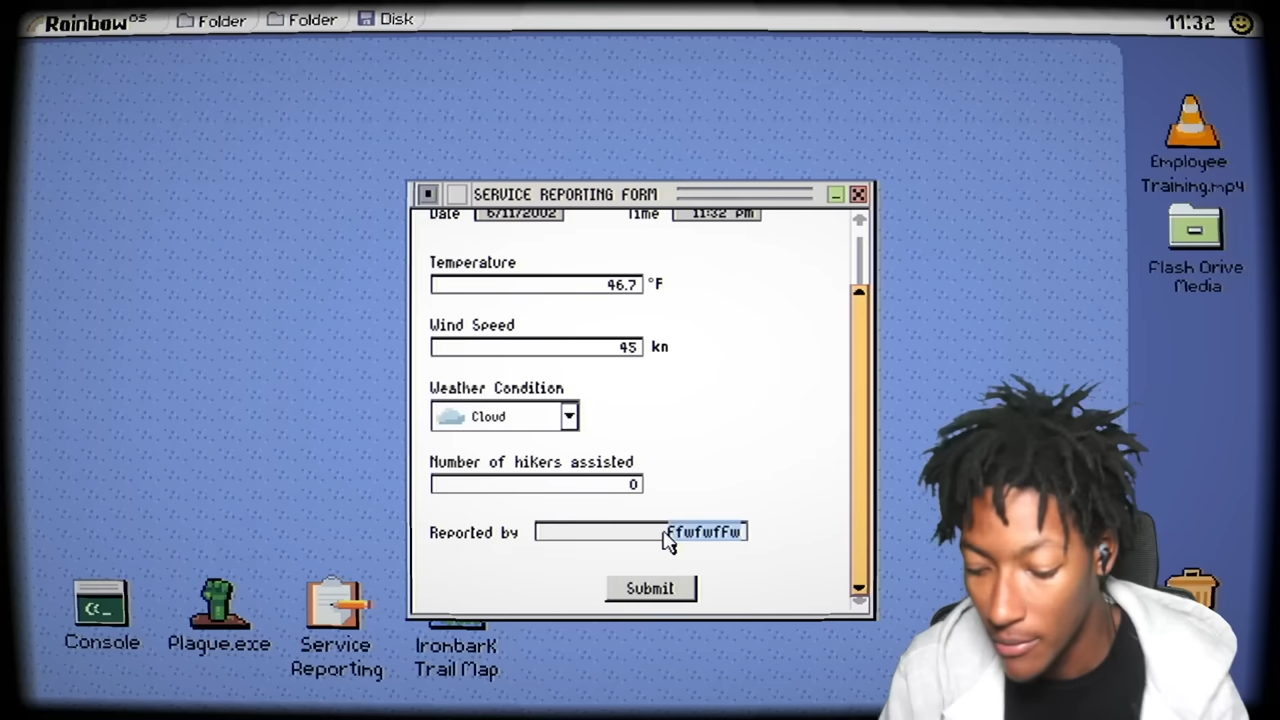 Rainbow OS Folder Folder Disk 11:32
Employee
Training.mp4
Flash Drive
Media
SERVICE REPORTING FORM
Date 6/11/2002 Time 11:32 pm
Temperature
46.7 °F
Wind Speed
45 kn
Weather Condition
Cloud
Number of hikers assisted
0
Reported by FfwfwfFw
Submit
Console
Plague.exe
Service
Reporting
Ironbark
Trail Map